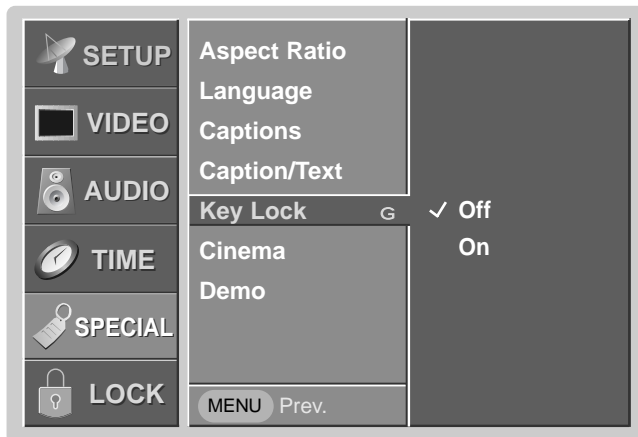 SETUP
VIDEO
AUDIO
TIME
SPECIAL
LOCK
Aspect Ratio
Language
Captions
Caption/Text
Key Lock G
Cinema
Demo
MENU Prev.
✓ Off
On